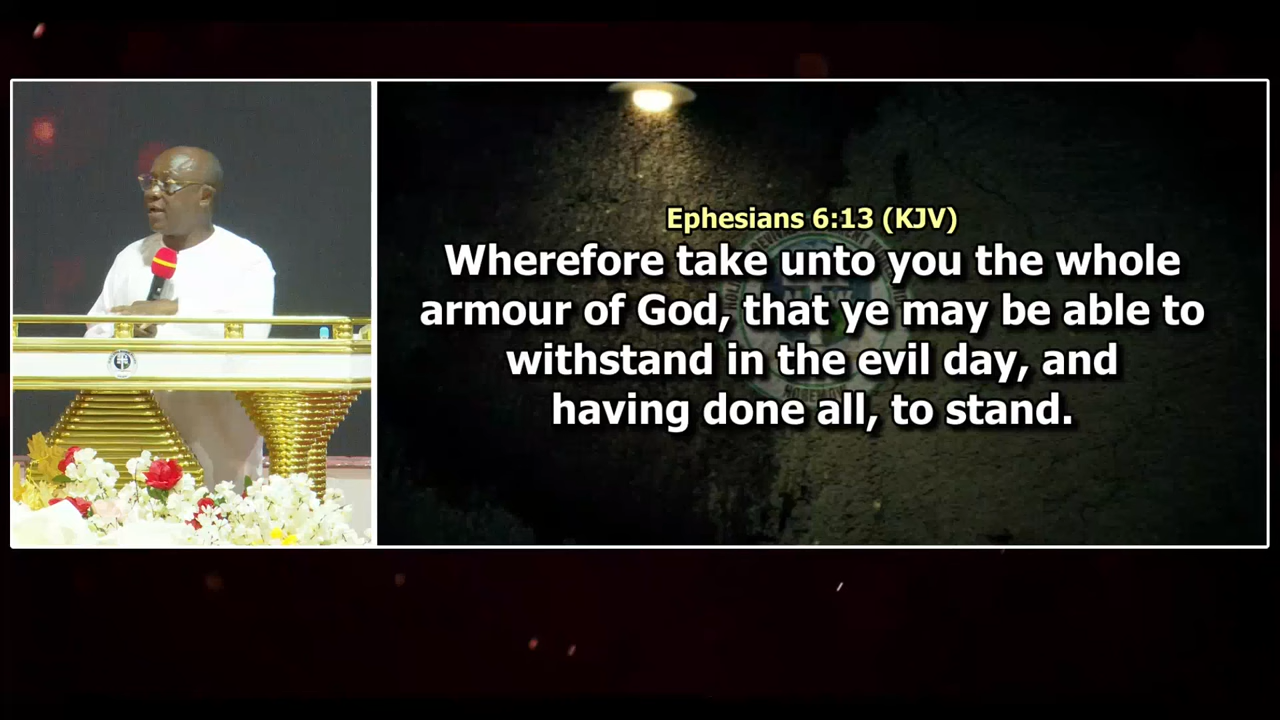 Ephesians 6:13 (KJV)
Wherefore take unto you the whole
armour of God, that ye may be able to
withstand in the evil day, and
having done all, to stand.